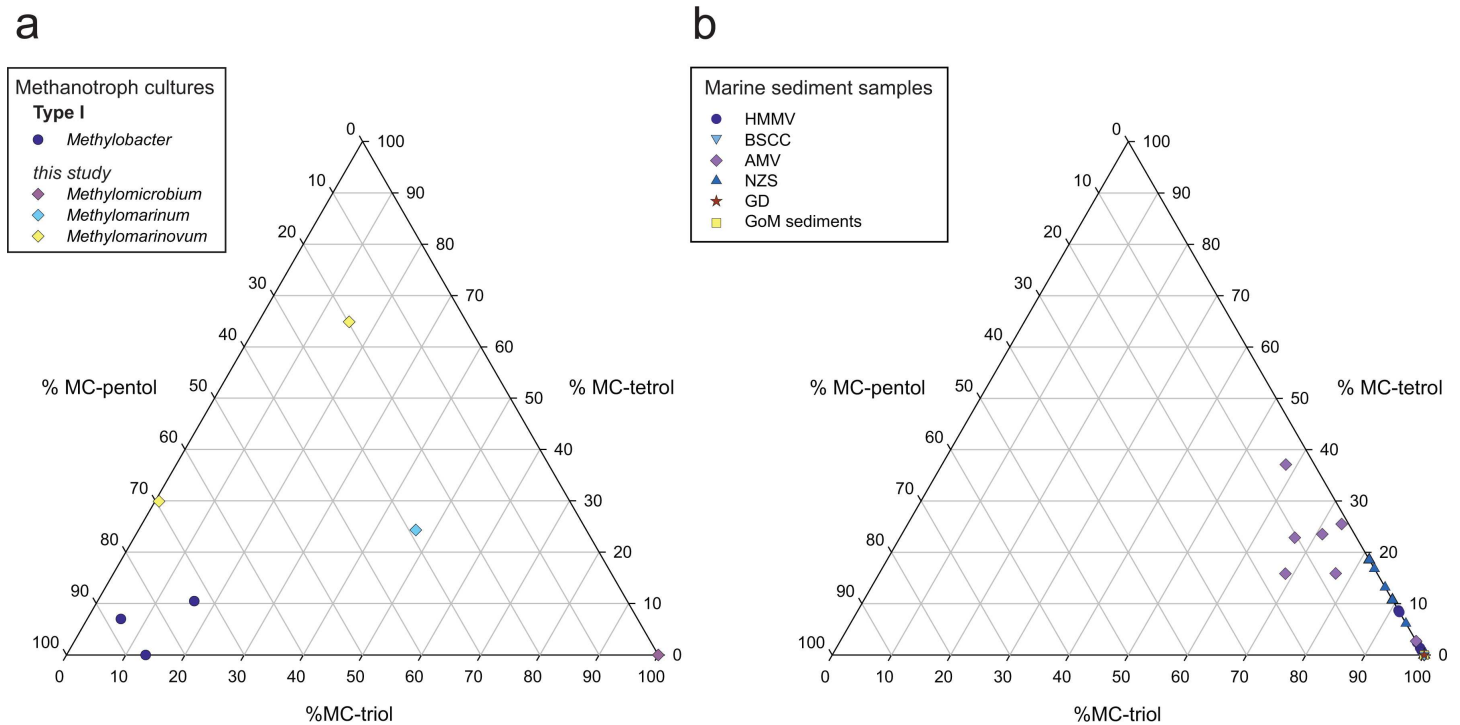 a
Methanotroph cultures
Type I
Methylobacter
this study
Methylomicrobium
Methylomarinum
Methylomarinovum
0
100
10
90
20
80
30
70
40
60
% MC-pentol
50
% MC-tetrol
50
60
40
70
30
80
20
90
10
100
0
0 10 20 30 40 50 60 70 80 90 100
%MC-triol
b
Marine sediment samples
HMMV
BSCC
AMV
NZS
GD
GoM sediments
0
100
10
90
20
80
30
70
40
60
% MC-pentol
50
% MC-tetrol
50
60
40
70
30
80
20
90
10
100
0
0 10 20 30 40 50 60 70 80 90 100
%MC-triol